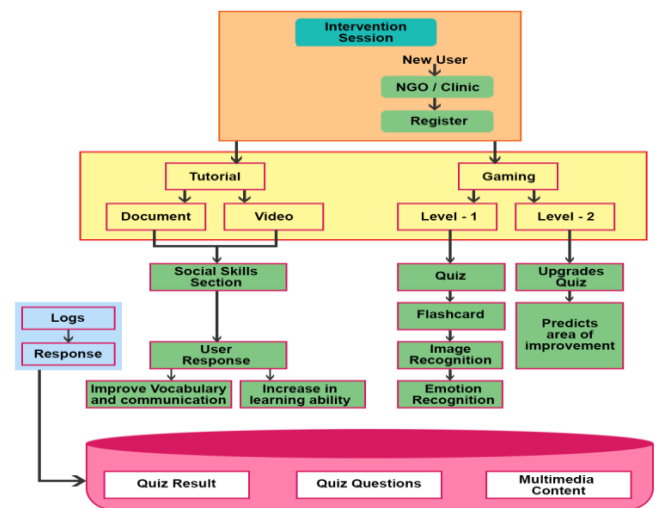 Intervention
Session
New User
NGO / Clinic
Register
Tutorial
Gaming
Document
Video
Level - 1
Level - 2
Social Skills
Section
Quiz
Upgrades
Quiz
Logs
Flashcard
Predicts
area of
improvement
Response
User
Response
Image
Recognition
Improve Vocabulary
and communication
Increase in
learning ability
Emotion
Recognition
Quiz Result
Quiz Questions
Multimedia
Content